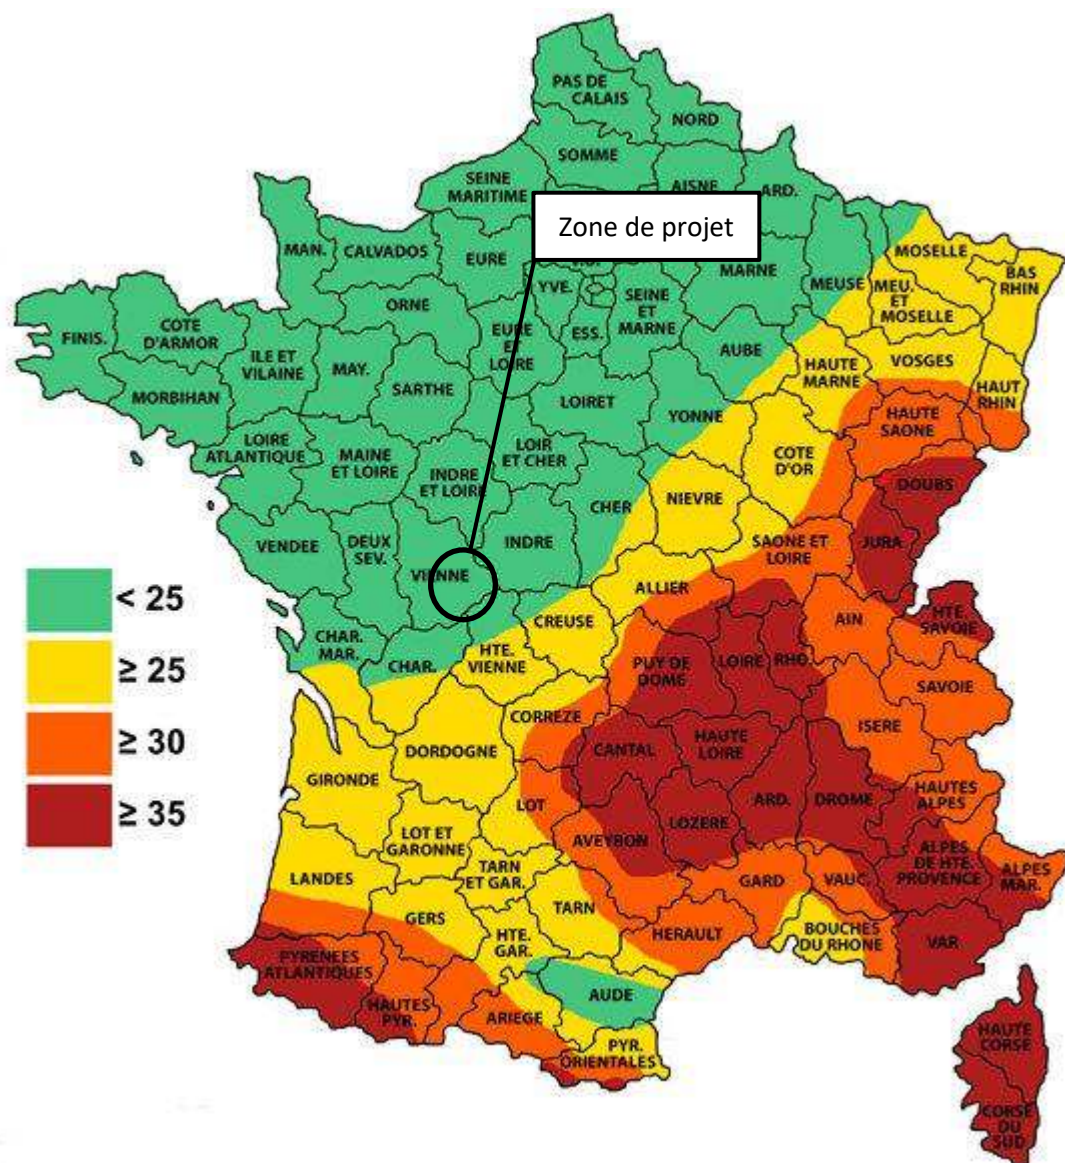 PAS DE
CALAIS
NORD
SOMME
SEINE
MARITIME
AISNE
ARD.
Zone de projet
MAN.
CALVADOS
EURE
MARNE
MEUSE
MOSELLE
BAS
RHIN
MEU.
ET
MOSELLE
YVE.
SEINE
ET
MARNE
ORNE
ESS.
EURE
ET
LOIRE
AUBE
HAUTE
MARNE
VOSGES
HAUT
RHIN
FINIS.
COTE
D'ARMOR
ILE ET
VILAINE
MAY.
SARTHE
MORBIHAN
LOIRET
YONNE
HAUTE
SAONE
LOIRE
ATLANTIQUE
MAINE
ET LOIRE
LOIR
ET CHER
INDRE
ET LOIRE
COTE
D'OR
DOUBS
CHER
NIEVRE
VENDEE
DEUX
SEV.
VIENNE
INDRE
SAONE ET
LOIRE
JURA
ALLIER
< 25
≥ 25
≥ 30
≥ 35
CHAR.
MAR.
CHAR.
HTE.
VIENNE
CREUSE
AIN
HTE
SAVOIE
PUY DE
DOME
LOIRE
RHO.
SAVOIE
CORREZE
ISERE
DORDOGNE
CANTAL
HAUTE
LOIRE
GIRONDE
LOT
ARD.
DROME
HAUTES
ALPES
LOZERE
AVEYRON
LOT ET
GARONNE
TARN
ET GAR.
ALPES
DE HTE.
PROVENCE
ALPES
MAR.
LANDES
GARD
VAUC.
GERS
TARN
HTE.
GAR.
HERAULT
BOUCHES
DU RHONE
VAR
PYRENEES
ATLANTIQUES
HAUTES
PYR.
ARIEGE
AUDE
PYR.
ORIENTALES
HAUTE
CORSE
CORSE
DU
SUD